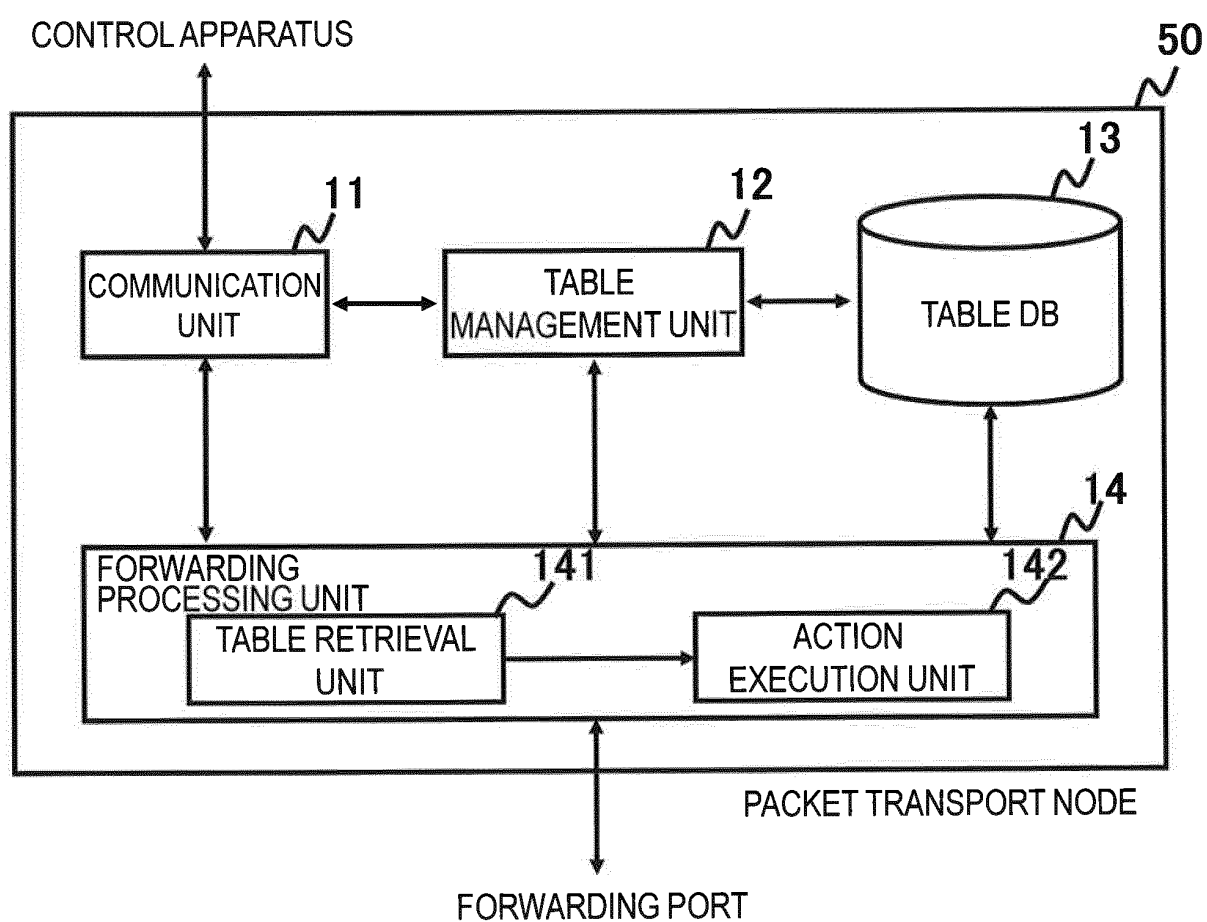 CONTROL APPARATUS
50
13
11
12
COMMUNICATION
UNIT
TABLE
MANAGEMENT UNIT
TABLE DB
14
FORWARDING
PROCESSING UNIT
141
142
TABLE RETRIEVAL
UNIT
ACTION
EXECUTION UNIT
PACKET TRANSPORT NODE
FORWARDING PORT